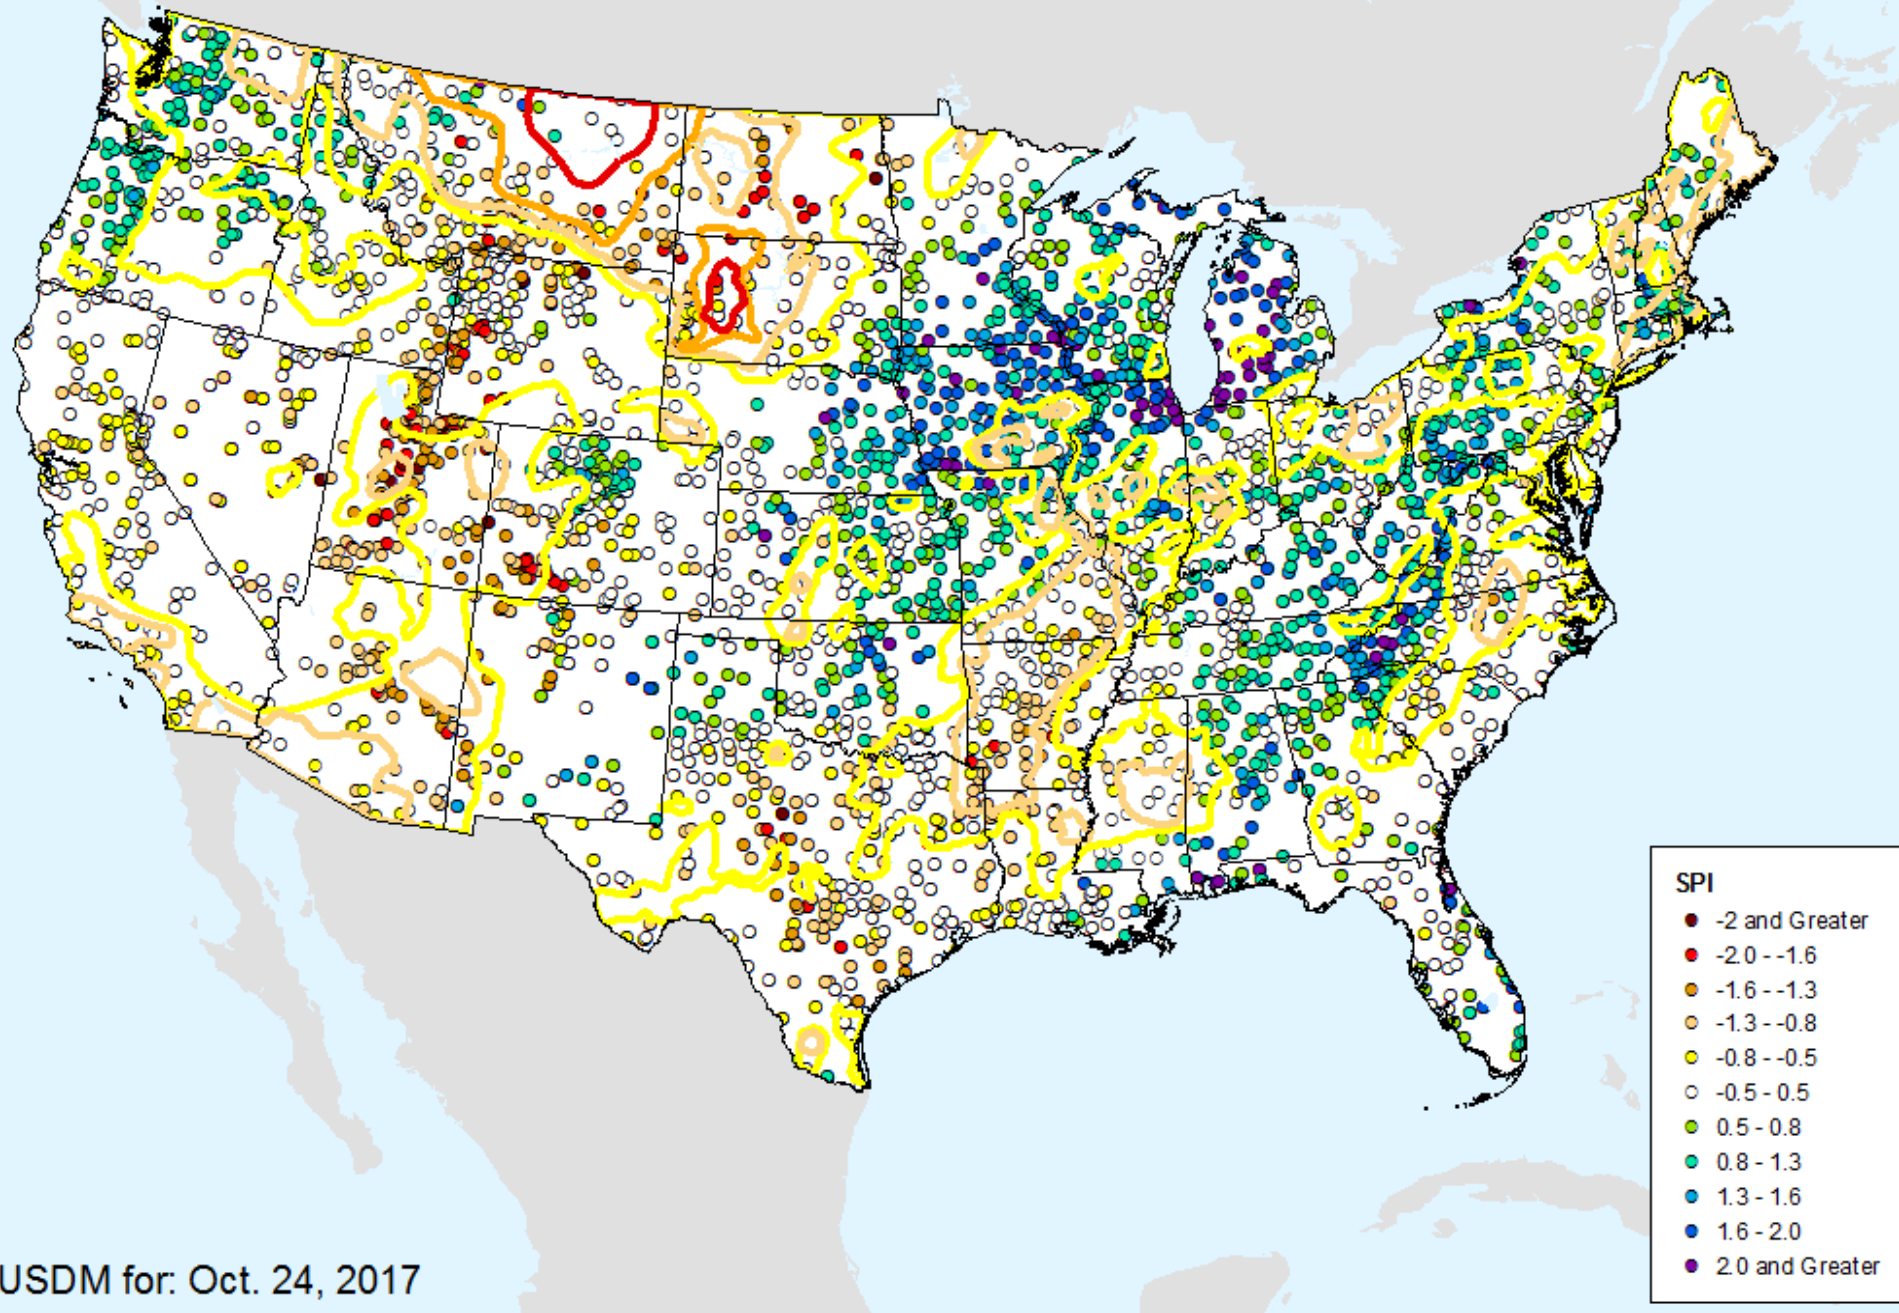 SPI
-2 and Greater
-2.0 - -1.6
-1.6 - -1.3
-1.3 - -0.8
-0.8 - -0.5
-0.5 - 0.5
0.5 - 0.8
0.8 - 1.3
1.3 - 1.6
1.6 - 2.0
2.0 and Greater
USDM for: Oct. 24, 2017